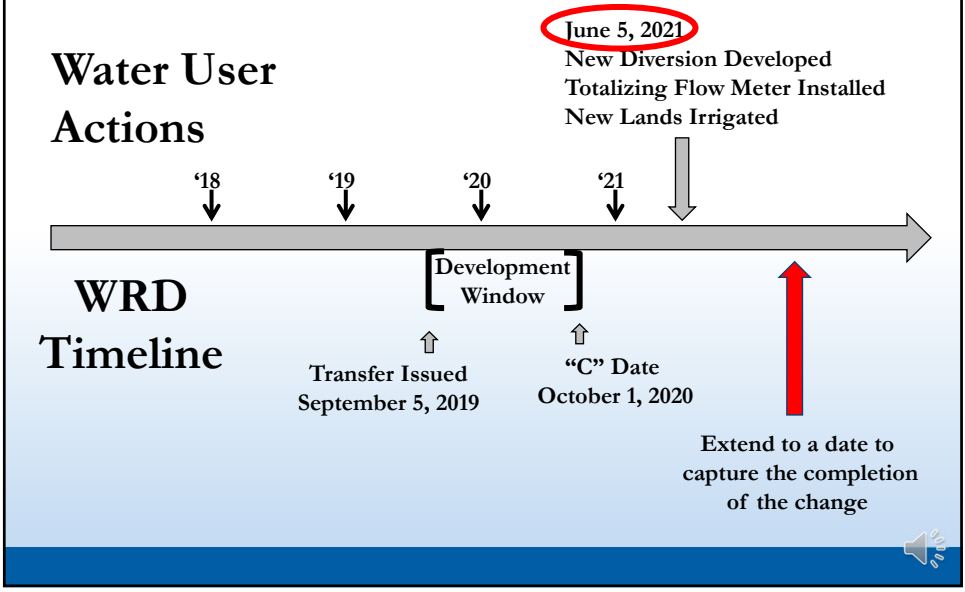 Water User
Actions
June 5, 2021
New Diversion Developed
Totalizing Flow Meter Installed
New Lands Irrigated
‘18
‘19
‘20
‘21
WRD
Timeline
Development
Window
Transfer Issued
September 5, 2019
“C” Date
October 1, 2020
Extend to a date to
capture the completion
of the change